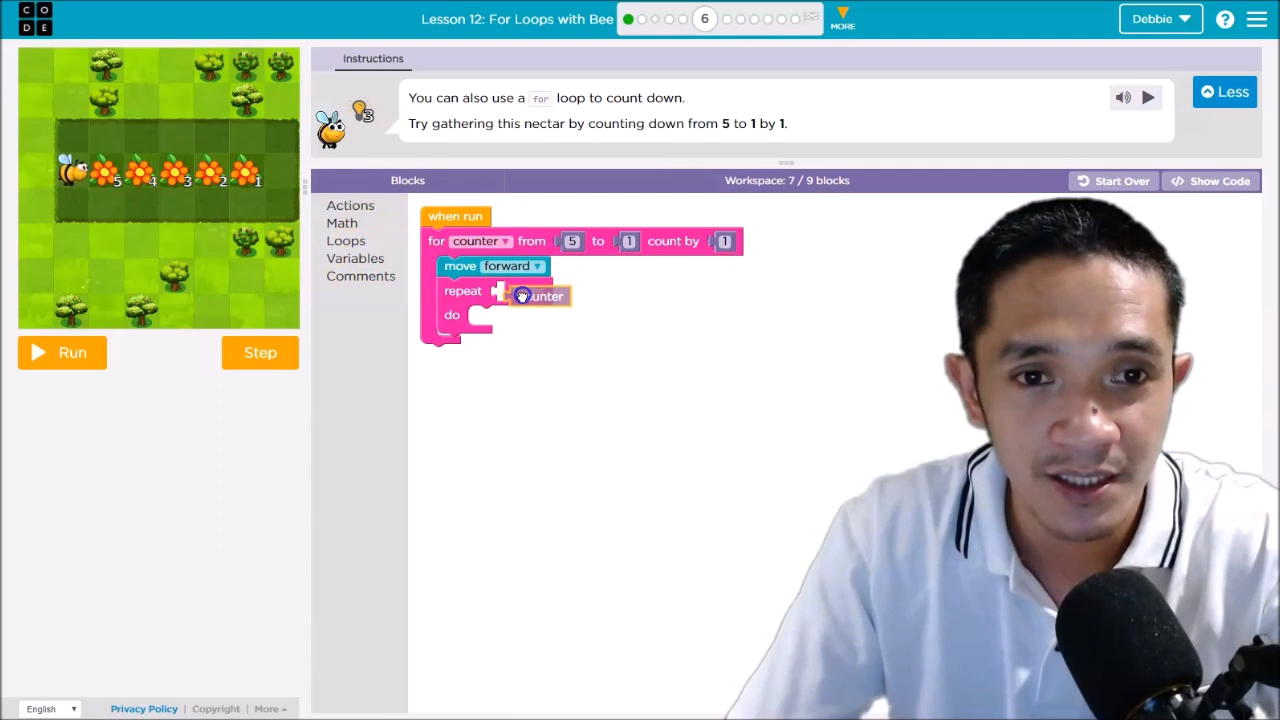 C O
D E
Lesson 12: For Loops with Bee
6
MORE
Debbie
?
Instructions
3
You can also use a for loop to count down.
Try gathering this nectar by counting down from 5 to 1 by 1.
Less
5 4 3 2 1
Blocks
Workspace: 7 / 9 blocks
Start Over
</> Show Code
Actions
Math
Loops
Variables
Comments
when run
for counter from 5 to 1 count by 1
move forward
repeat
do
Run
Step
English
Privacy Policy | Copyright | More